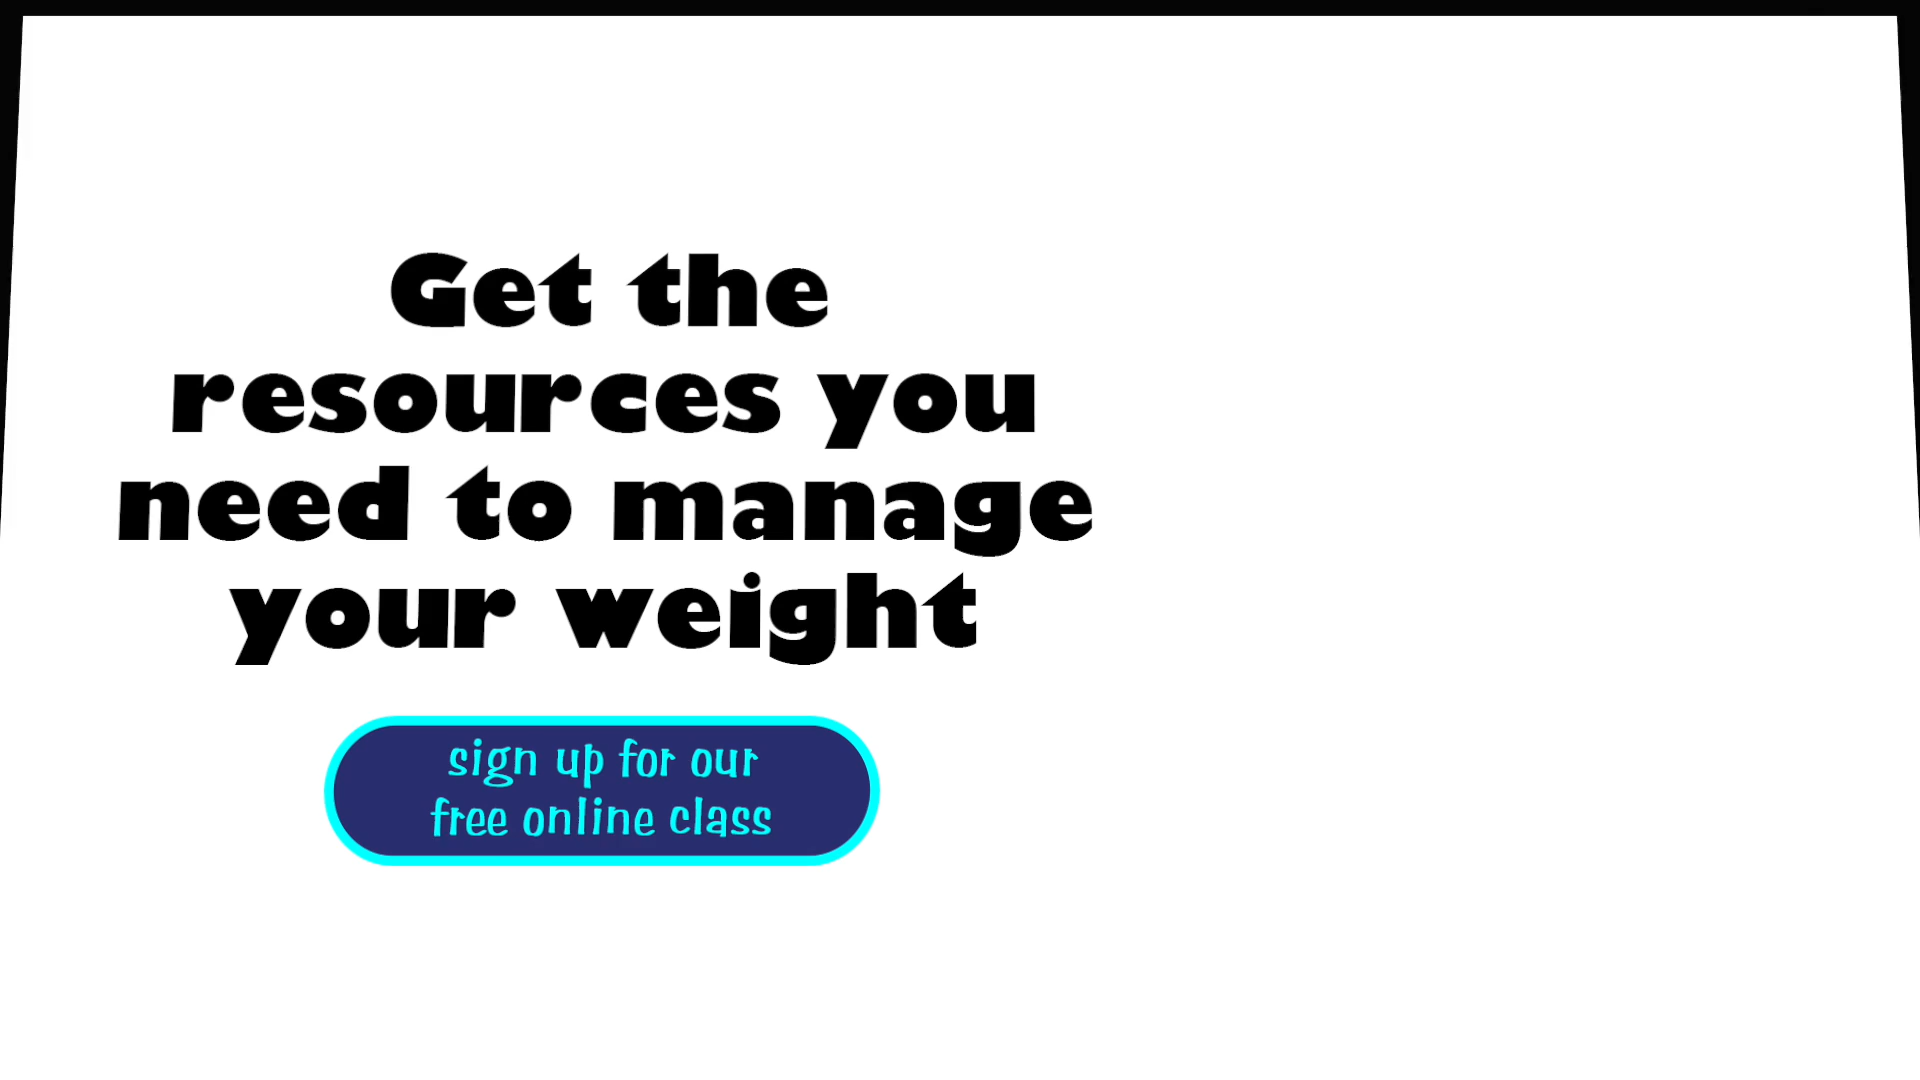 Get the
resources you
need to manage
your weight
sign up for our
free online class